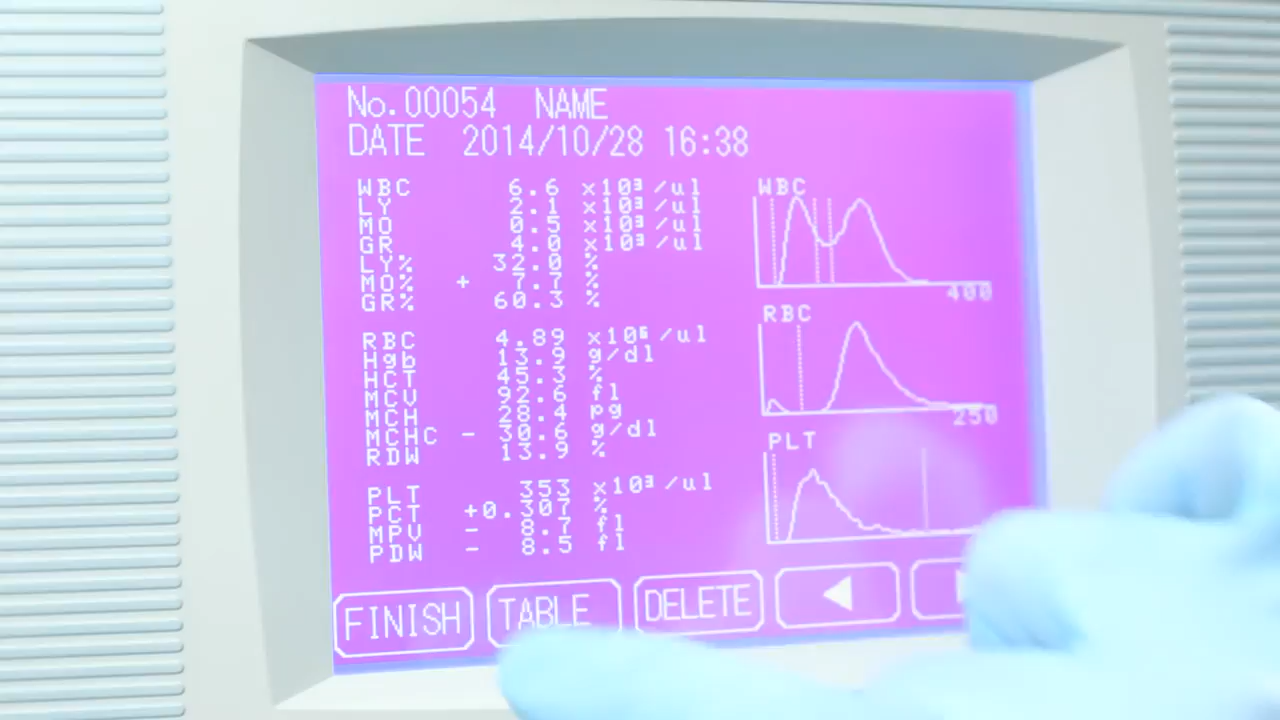 No.00054 NAME
DATE 2014/10/28 16:38
WBC 6.6 x10³/ul
LY 2.1 x10³/ul
MO 0.5 x10³/ul
GR 4.0 x10³/ul
LY% 32.0 %
MO% + 7.7 %
GR% 60.3 %
RBC 4.89 x10⁶/ul
Hgb 13.9 g/dl
HCT 45.3 %
MCV 92.6 fl
MCH 28.4 pg
MCHC - 30.6 g/dl
RDW 13.9 %
PLT 353 x10³/ul
PCT +0.307 %
MPV - 8.7 fl
PDW - 8.5 fl
WBC
400
RBC
250
PLT
FINISH TABLE DELETE ◀